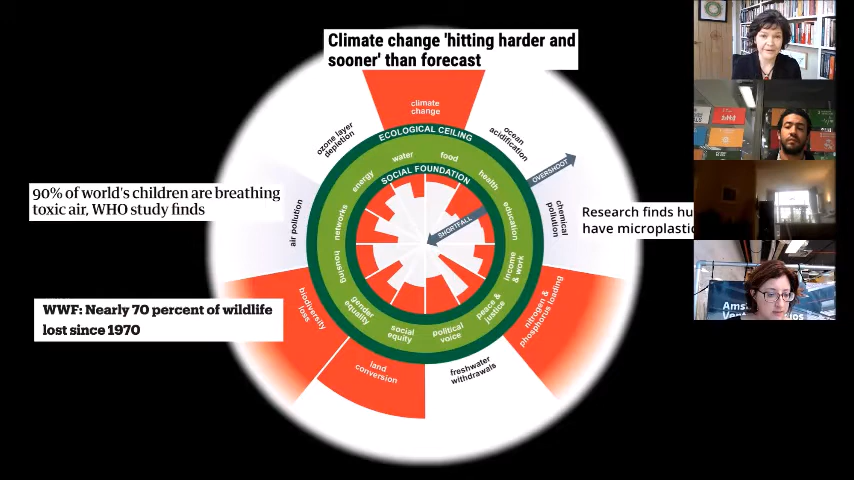 Climate change 'hitting harder and
sooner' than forecast
climate
change
ozone layer
depletion
ECOLOGICAL CEILING
ocean
acidification
water
food
energy
SOCIAL FOUNDATION
health
OVERSHOOT
90% of world's children are breathing
toxic air, WHO study finds
air pollution
networks
SHORTFALL
education
chemical
pollution
Research finds hu
have microplastic
housing
income
& work
biodiversity
loss
gender
equality
social
equity
political
voice
peace &
justice
nitrogen &
phosphorus loading
WWF: Nearly 70 percent of wildlife
lost since 1970
land
conversion
freshwater
withdrawals